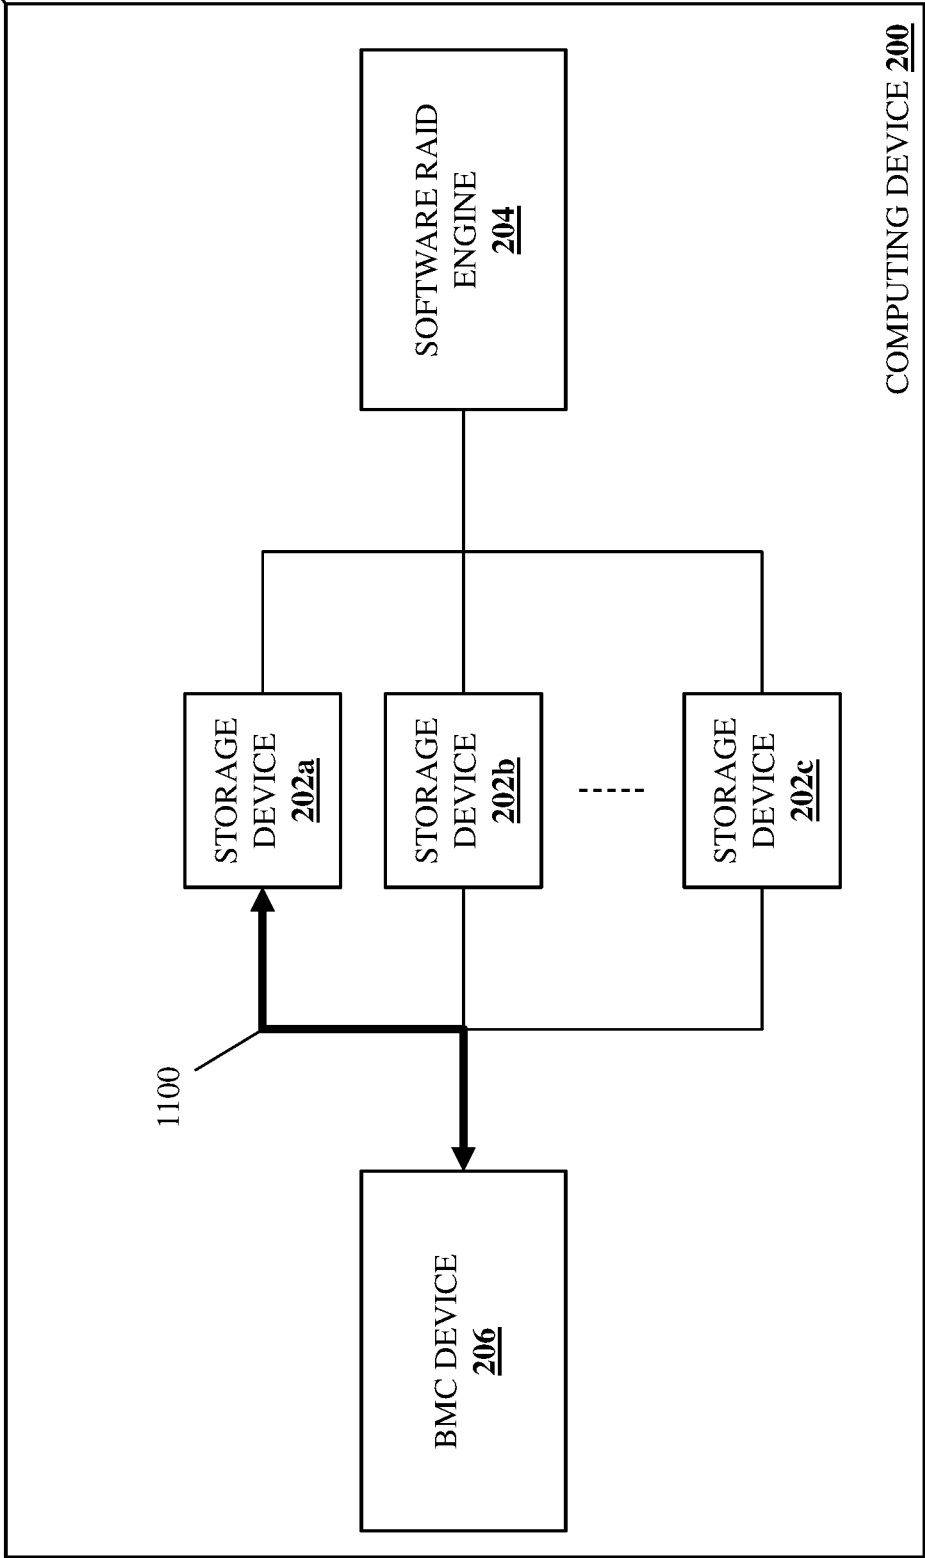 SOFTWARE RAID
ENGINE
204
STORAGE
DEVICE
202a
STORAGE
DEVICE
202b
STORAGE
DEVICE
202c
1100
BMC DEVICE
206
COMPUTING DEVICE 200